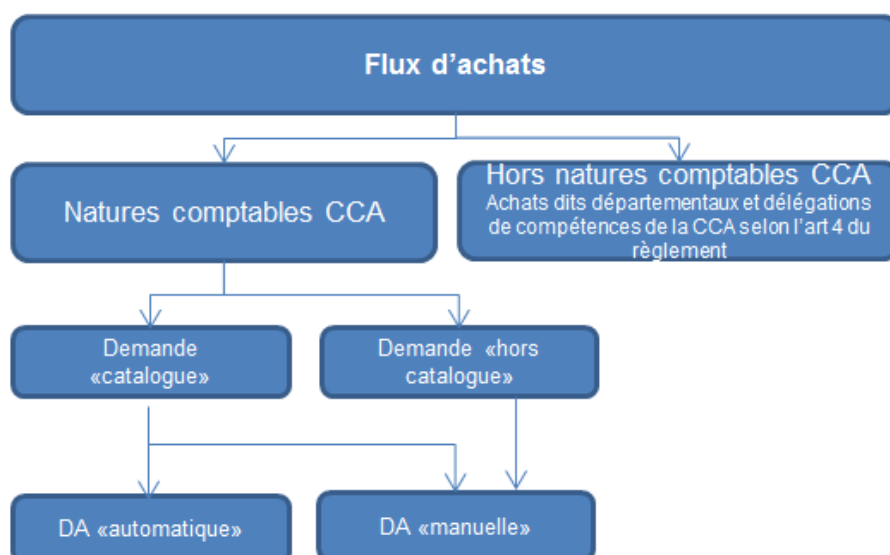 Flux d'achats
Natures comptables CCA
Hors natures comptables CCA
Achats dits départementaux et délégations
de compétences de la CCA selon l'art 4 du
règlement
Demande
«catalogue»
Demande «hors
catalogue»
DA «automatique»
DA «manuelle»